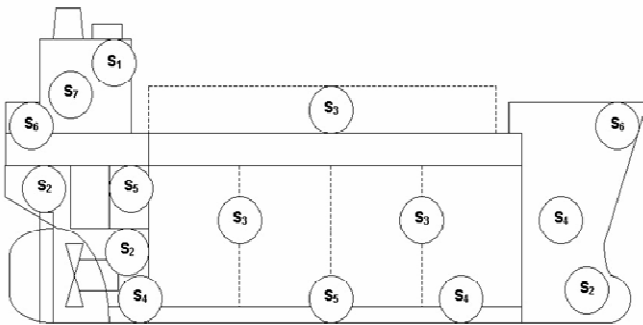 S₁
S₇
S₃
S₆ S₆
S₂ S₅
S₃ S₃ S₄
S₂
S₂
S₄ S₅ S₄